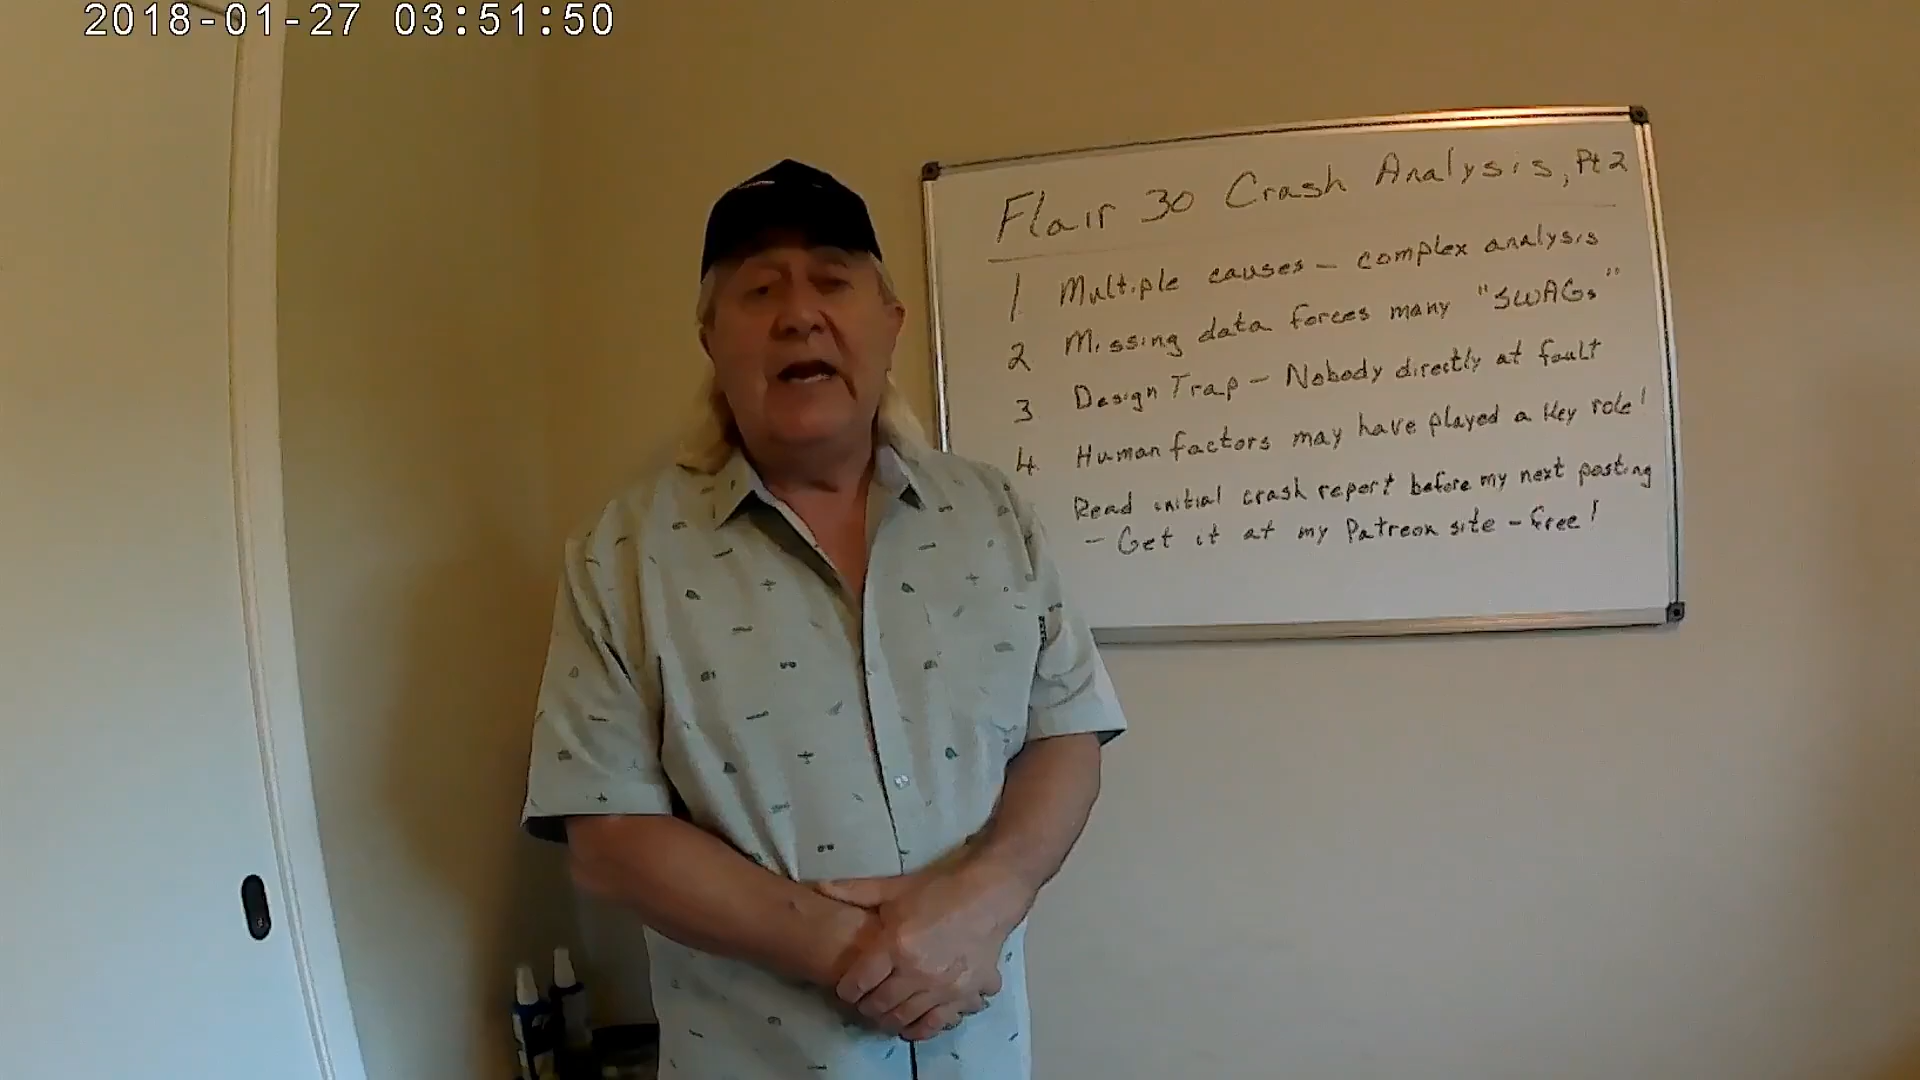 2018-01-27 03:51:50
Flair 30 Crash Analysis, Pt 2
1 Multiple causes - complex analysis
2 Missing data forces many "SWAGs"
3 Design Trap - Nobody directly at fault
4. Human factors may have played a key role!
Read initial crash report before my next posting
- Get it at my Patreon site - free!